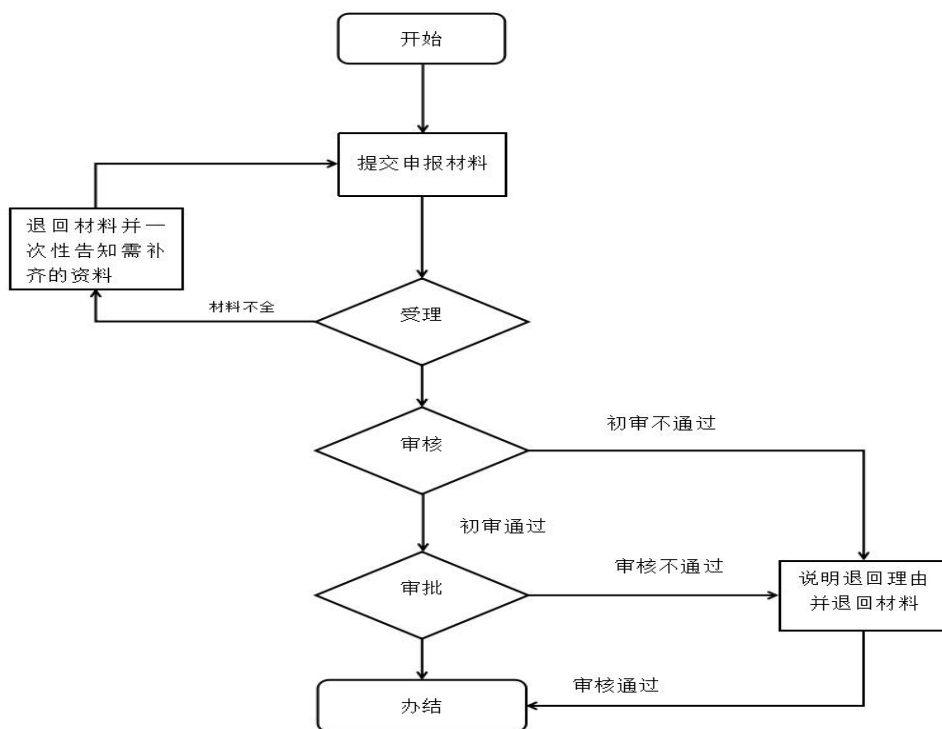 开始
提交申报材料
退回材料并一
次性告知需补
齐的资料
材料不全
受理
初审不通过
审核
初审通过
审核不通过
审批
说明退回理由
并退回材料
审核通过
办结